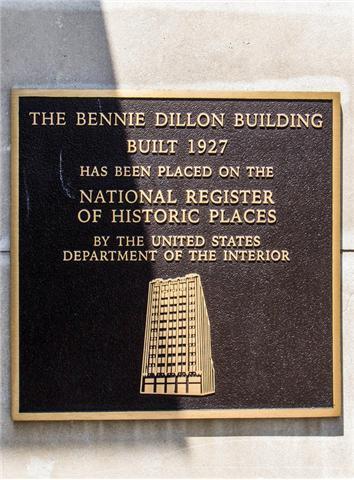 THE BENNIE DILLON BUILDING
BUILT 1927
HAS BEEN PLACED ON THE
NATIONAL REGISTER
OF HISTORIC PLACES
BY THE UNITED STATES
DEPARTMENT OF THE INTERIOR